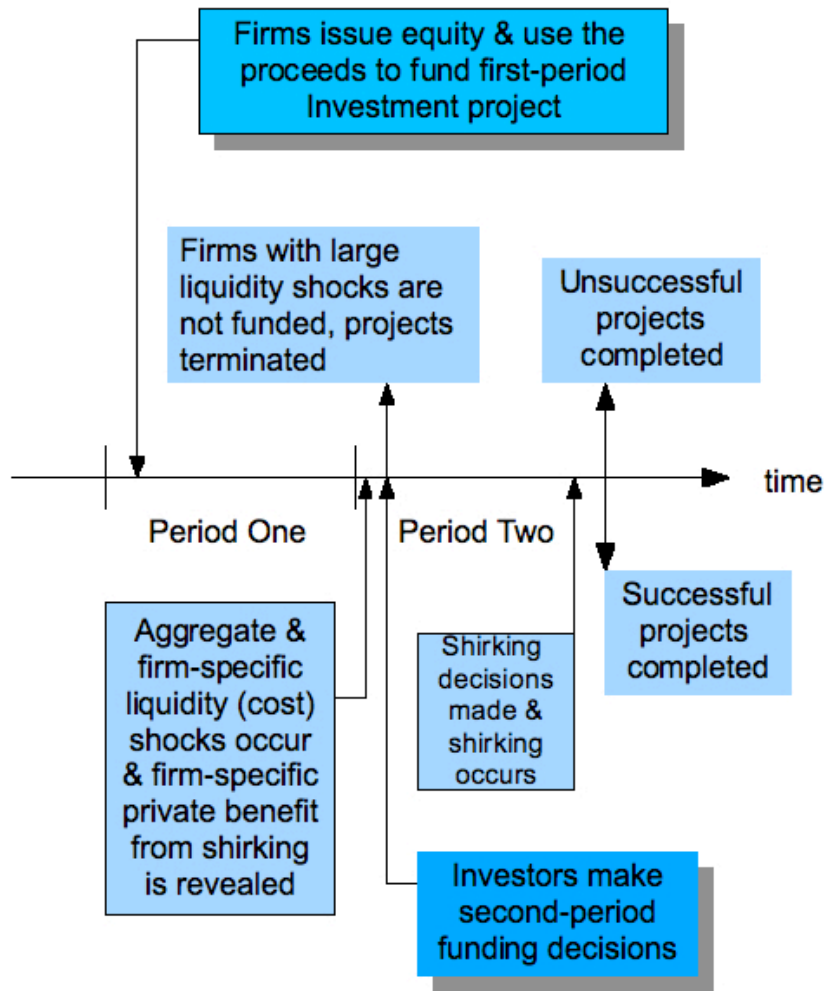 Firms issue equity & use the
proceeds to fund first-period
Investment project
Firms with large
liquidity shocks are
not funded, projects
terminated
Unsuccessful
projects
completed
time
Period One
Period Two
Aggregate &
firm-specific
liquidity (cost)
shocks occur
& firm-specific
private benefit
from shirking
is revealed
Shirking
decisions
made &
shirking
occurs
Successful
projects
completed
Investors make
second-period
funding decisions